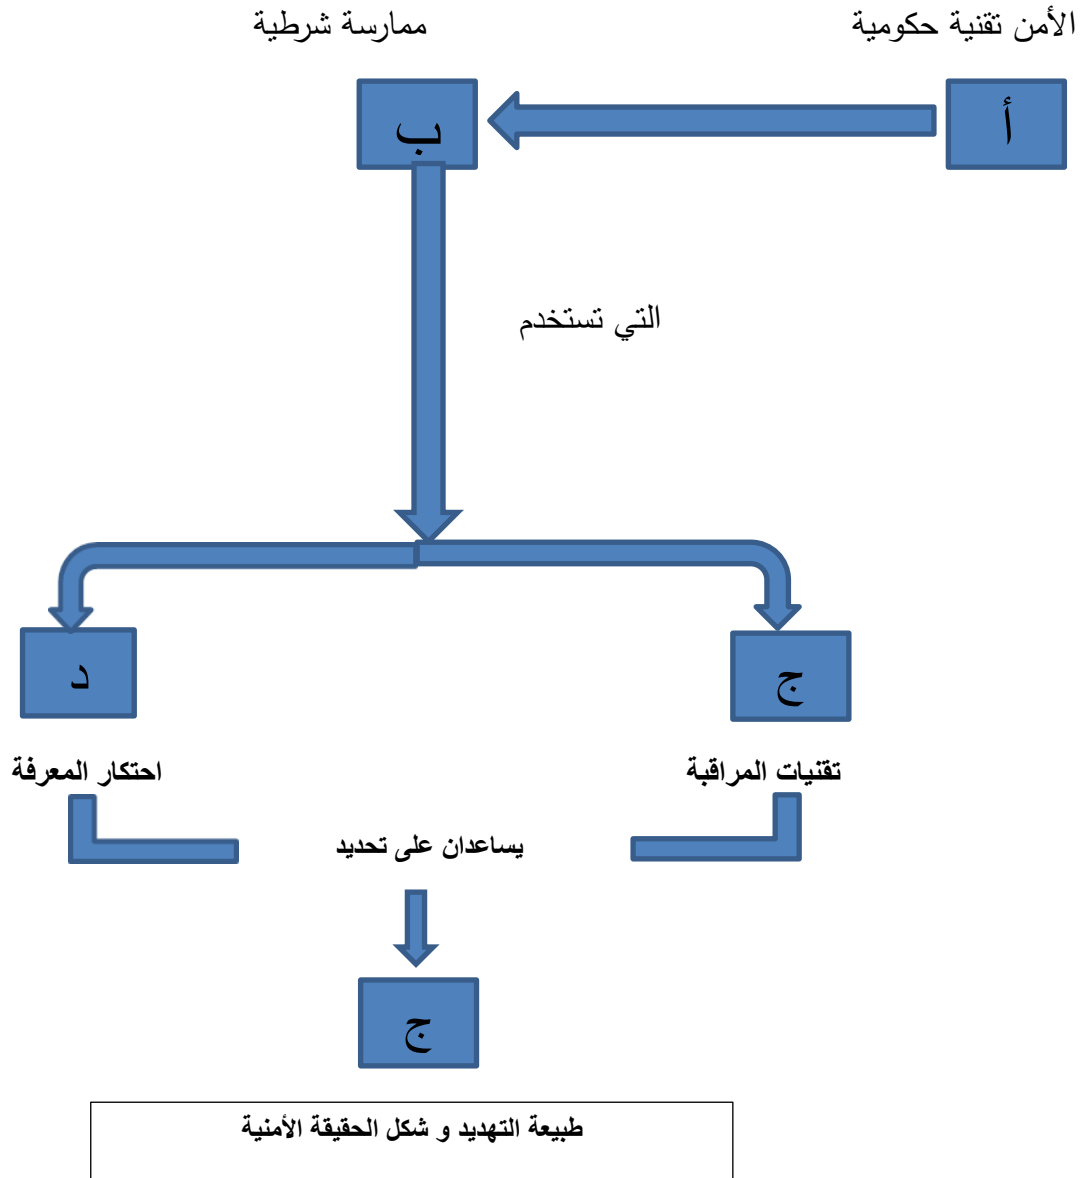 الأمن تقنية حكومية
ممارسة شرطية
أ
ب
التي تستخدم
ج
د
تقنيات المراقبة
احتكار المعرفة
يساعدان على تحديد
ج
طبيعة التهديد و شكل الحقيقة الأمنية